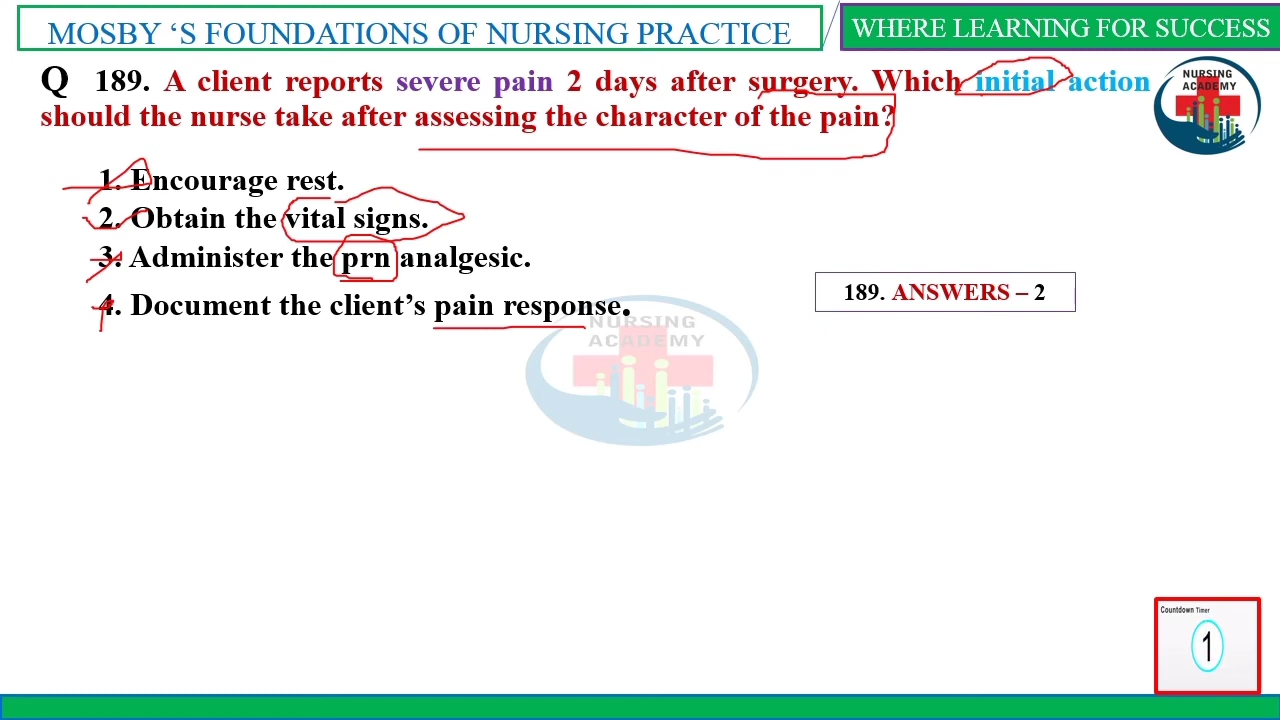 MOSBY ‘S FOUNDATIONS OF NURSING PRACTICE
WHERE LEARNING FOR SUCCESS
Q 189. A client reports severe pain 2 days after surgery. Which initial action
should the nurse take after assessing the character of the pain?
NURSING
ACADEMY
1. Encourage rest.
2. Obtain the vital signs.
3. Administer the prn analgesic.
4. Document the client’s pain response.
189. ANSWERS – 2
NURSING
ACADEMY
Countdown Timer
1